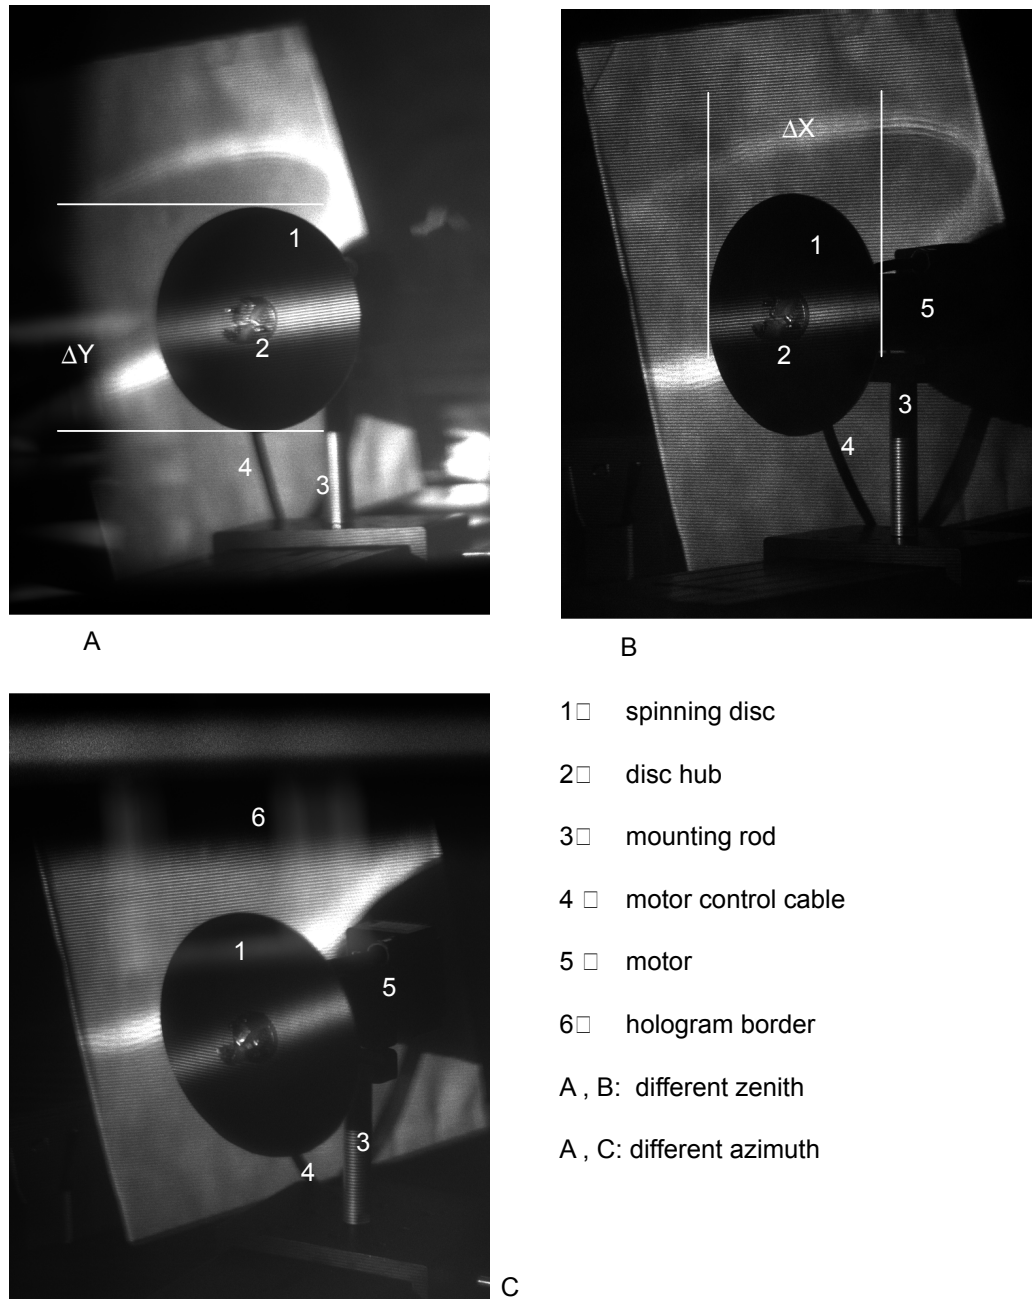 1
ΔY
2
4
3
A
ΔX
1
5
2
3
4
B
6
1
5
3
4
C
1□ spinning disc
2□ disc hub
3□ mounting rod
4 □ motor control cable
5 □ motor
6□ hologram border
A , B: different zenith
A , C: different azimuth